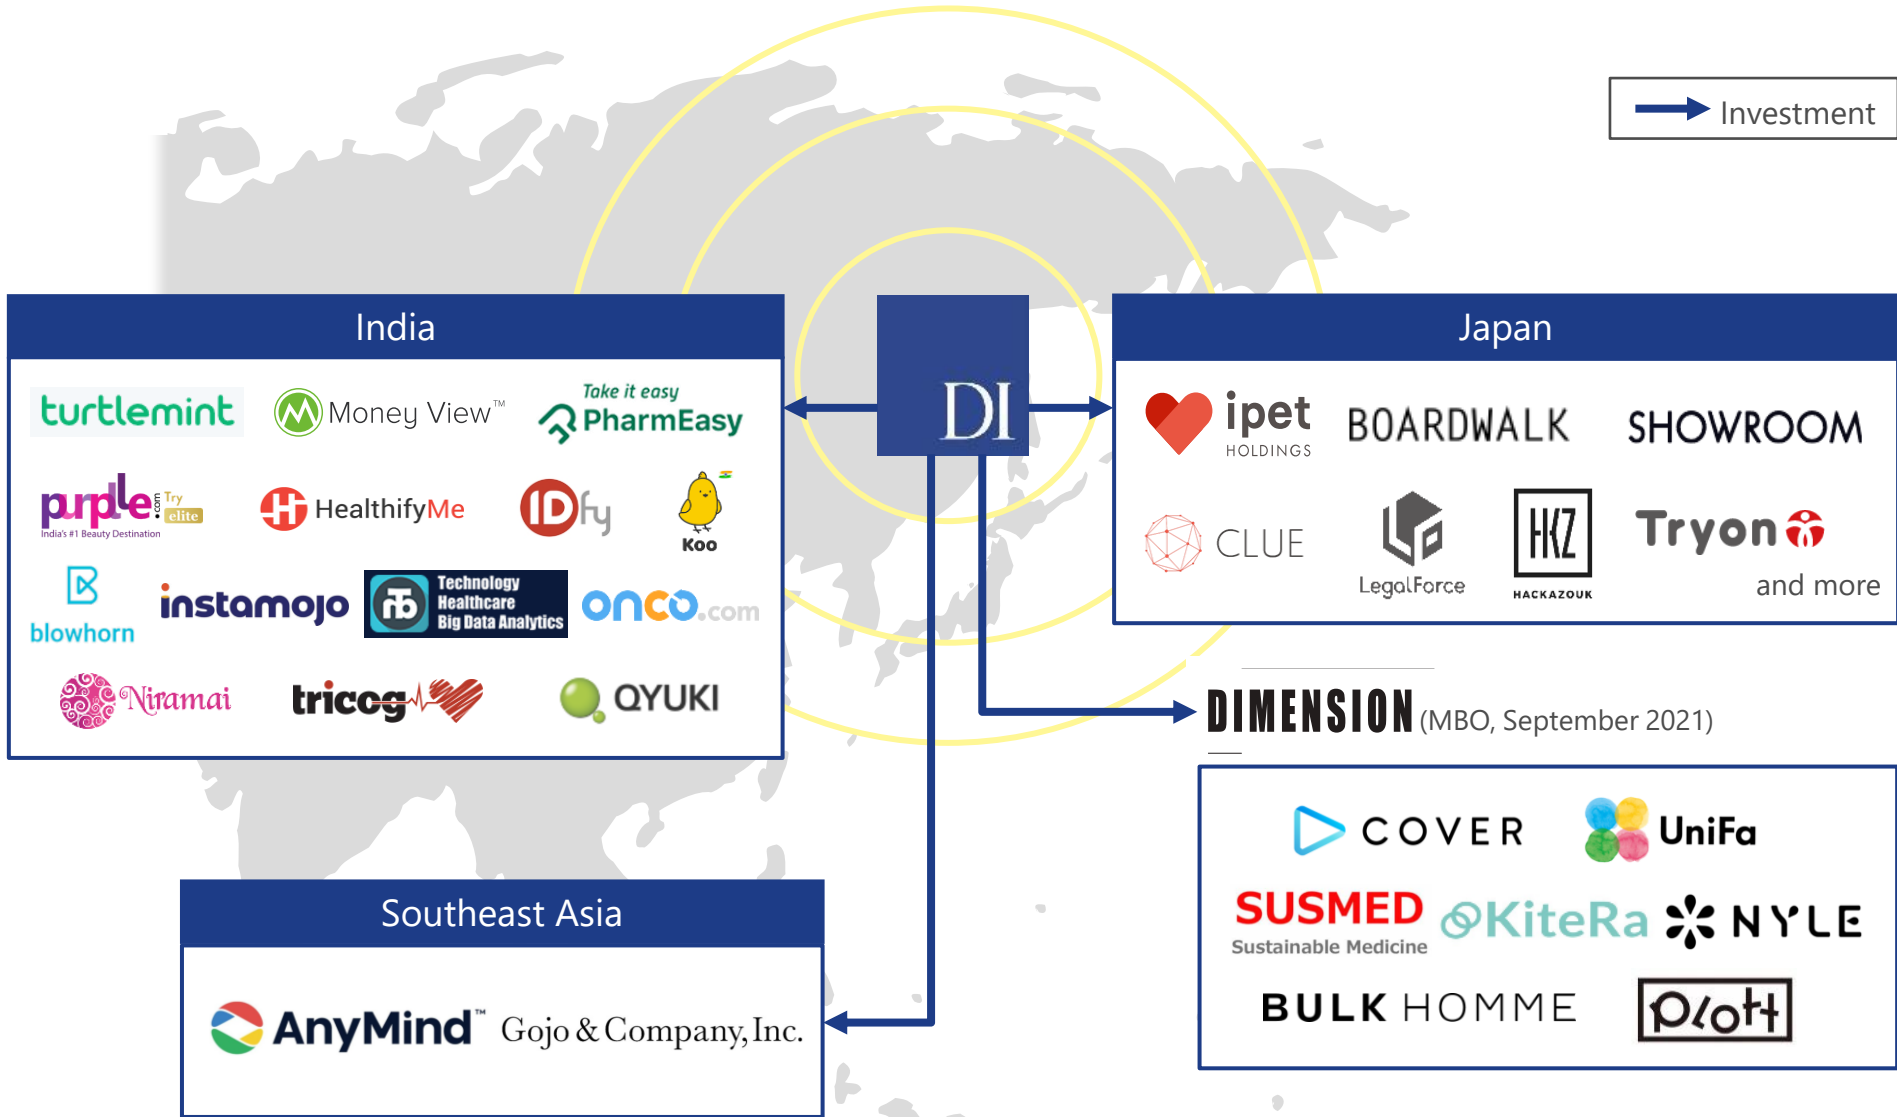 Investment
India
turtlemint
Money View™
Take it easy
PharmEasy
purplle.com Try elite
India's #1 Beauty Destination
HealthifyMe
IDfy
Koo
blowhorn
instamojo
Technology
Healthcare
Big Data Analytics
onco.com
Niramai
tricog
QYUKI
DI
Japan
ipet
HOLDINGS
BOARDWALK
SHOWROOM
CLUE
LegalForce
HKZ
HACKAZOUK
Tryon
and more
DIMENSION (MBO, September 2021)
COVER
UniFa
SUSMED
Sustainable Medicine
KiteRa
NYLE
BULK HOMME
Plott
Southeast Asia
AnyMind™
Gojo & Company, Inc.